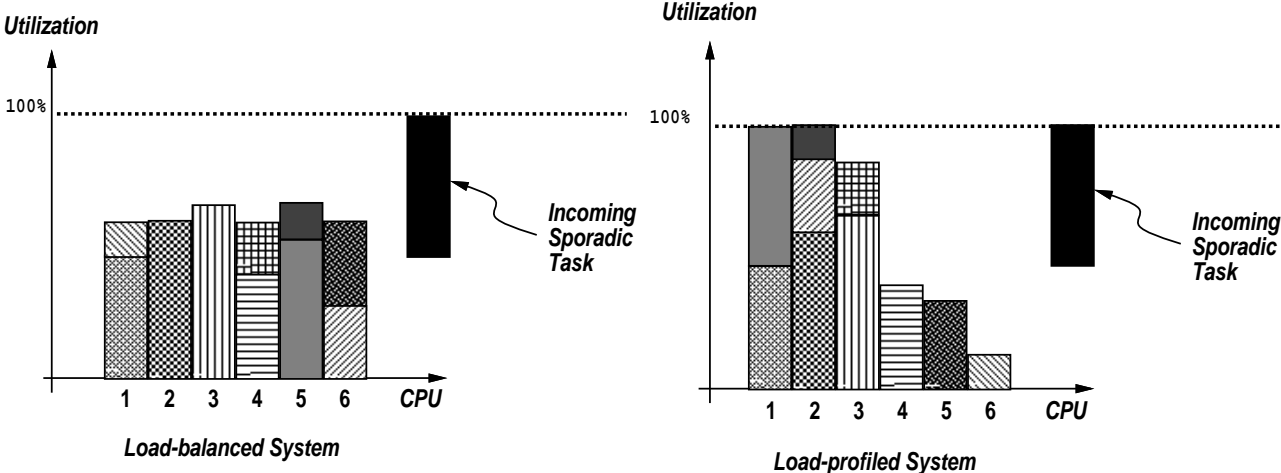 Utilization
100%
Incoming
Sporadic
Task
1 2 3 4 5 6 CPU
Load-balanced System
Utilization
100%
Incoming
Sporadic
Task
1 2 3 4 5 6 CPU
Load-profiled System